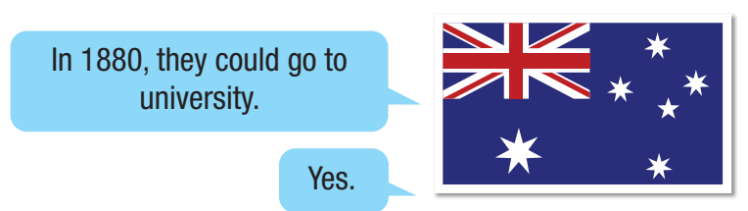 In 1880, they could go to
university.
Yes.